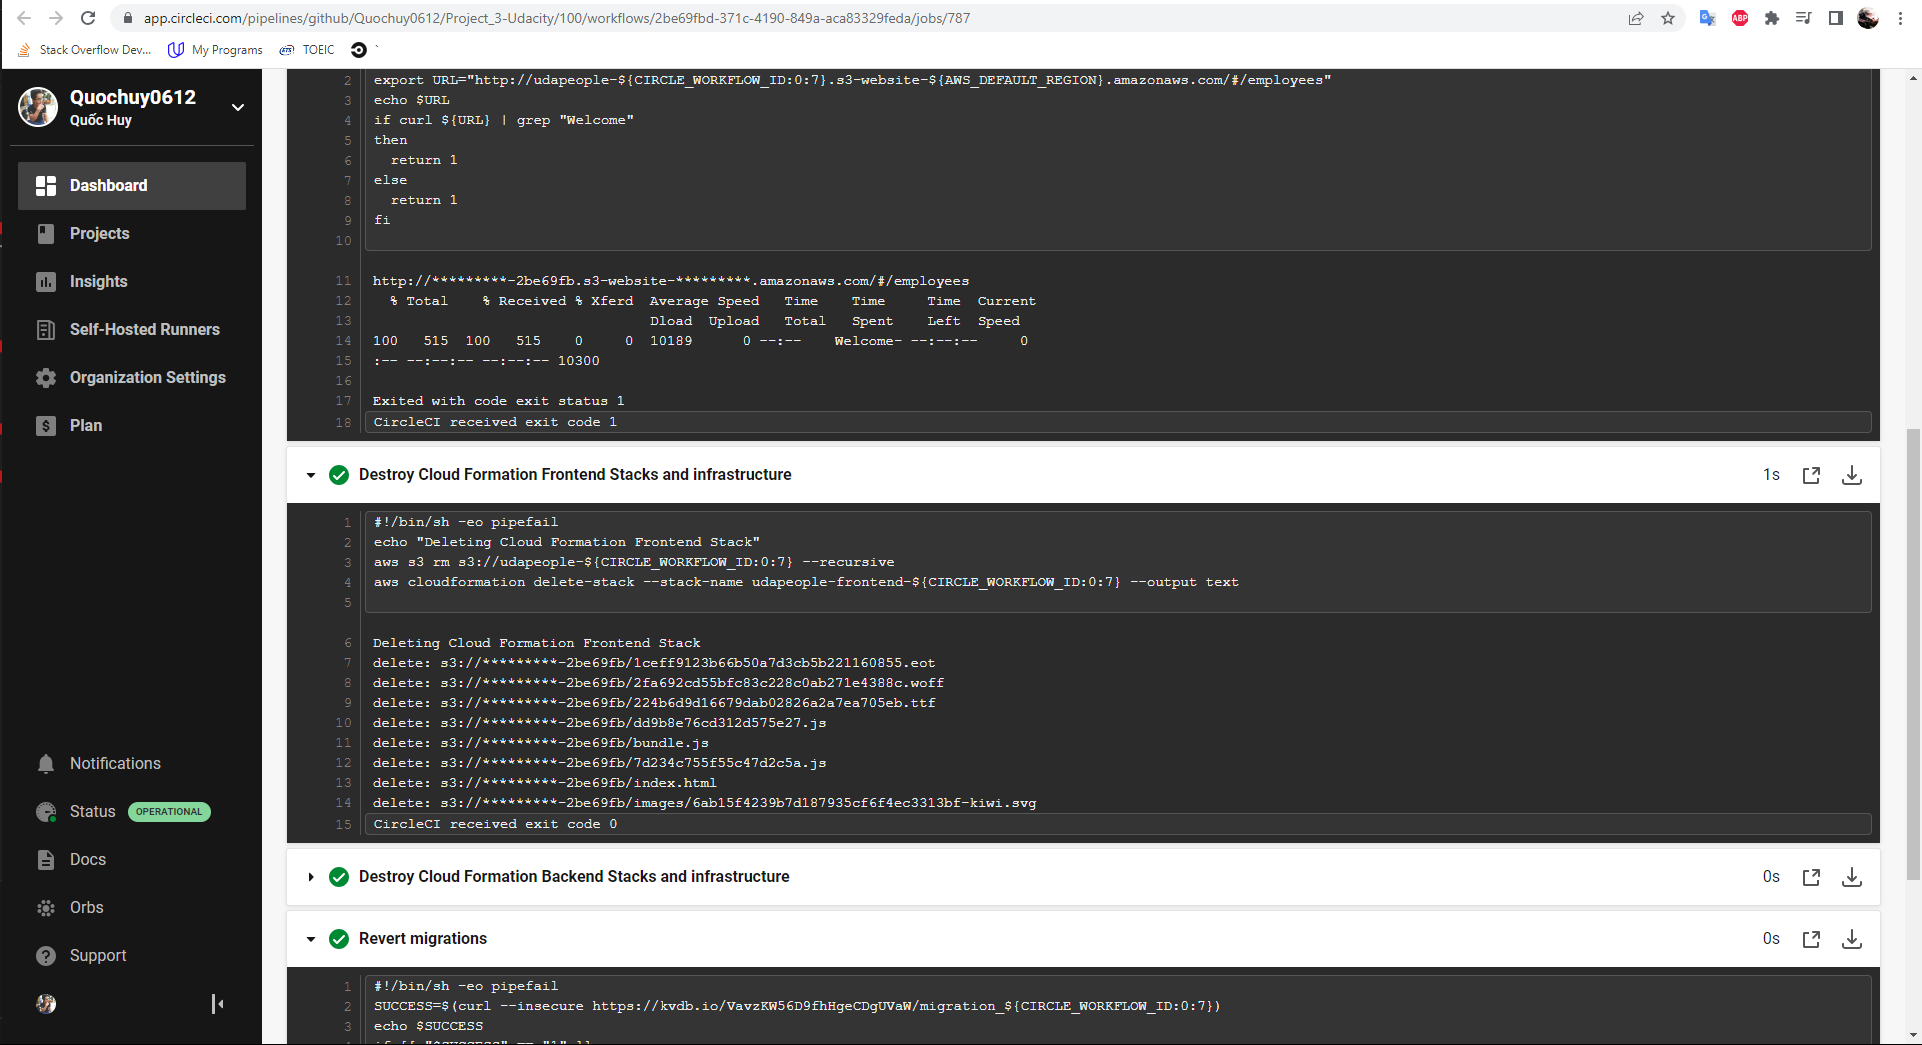 app.circleci.com/pipelines/github/Quochuy0612/Project_3-Udacity/100/workflows/2be69fbd-371c-4190-849a-aca83329feda/jobs/787
ABP
Stack Overflow Dev...
My Programs
TOEIC
Quochuy0612
Quốc Huy
Dashboard
Projects
Insights
Self-Hosted Runners
Organization Settings
Plan
Notifications
Status OPERATIONAL
Docs
Orbs
Support
2 export URL="http://udapeople-${CIRCLE_WORKFLOW_ID:0:7}.s3-website-${AWS_DEFAULT_REGION}.amazonaws.com/#/employees"
3 echo $URL
4 if curl ${URL} | grep "Welcome"
5 then
6 return 1
7 else
8 return 1
9 fi
10
11 http://*********-2be69fb.s3-website-*********.amazonaws.com/#/employees
12 % Total % Received % Xferd Average Speed Time Time Time Current
13 Dload Upload Total Spent Left Speed
14 100 515 100 515 0 0 10189 0 --:-- Welcome- --:--:-- 0
15 :-- --:--:-- --:--:-- 10300
16
17 Exited with code exit status 1
18 CircleCI received exit code 1
Destroy Cloud Formation Frontend Stacks and infrastructure 1s
1 #!/bin/sh -eo pipefail
2 echo "Deleting Cloud Formation Frontend Stack"
3 aws s3 rm s3://udapeople-${CIRCLE_WORKFLOW_ID:0:7} --recursive
4 aws cloudformation delete-stack --stack-name udapeople-frontend-${CIRCLE_WORKFLOW_ID:0:7} --output text
5
6 Deleting Cloud Formation Frontend Stack
7 delete: s3://*********-2be69fb/1ceff9123b66b50a7d3cb5b221160855.eot
8 delete: s3://*********-2be69fb/2fa692cd55bfc83c228c0ab271e4388c.woff
9 delete: s3://*********-2be69fb/224b6d9d16679dab02826a2a7ea705eb.ttf
10 delete: s3://*********-2be69fb/dd9b8e76cd312d575e27.js
11 delete: s3://*********-2be69fb/bundle.js
12 delete: s3://*********-2be69fb/7d234c755f55c47d2c5a.js
13 delete: s3://*********-2be69fb/index.html
14 delete: s3://*********-2be69fb/images/6ab15f4239b7d187935cf6f4ec3313bf-kiwi.svg
15 CircleCI received exit code 0
Destroy Cloud Formation Backend Stacks and infrastructure 0s
Revert migrations 0s
1 #!/bin/sh -eo pipefail
2 SUCCESS=$(curl --insecure https://kvdb.io/VavzKW56D9fhHgeCDgUVaW/migration_${CIRCLE_WORKFLOW_ID:0:7})
3 echo $SUCCESS